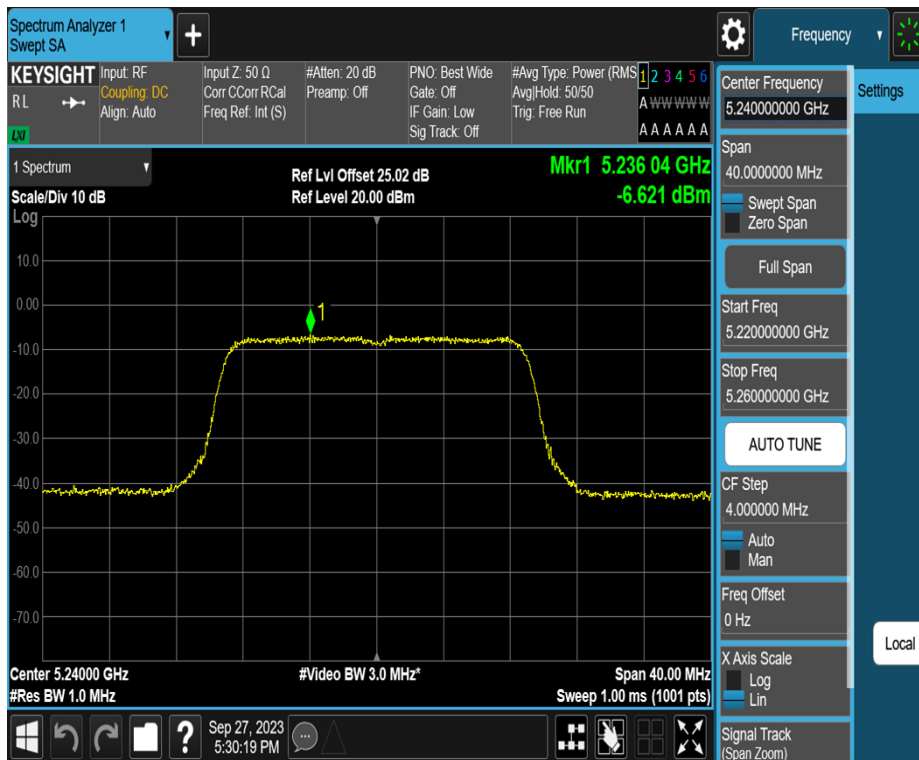 Spectrum Analyzer 1
Swept SA
+
Frequency
KEYSIGHT
RL
LXI
Input: RF
Coupling: DC
Align: Auto
Input Z: 50 Ω
Corr CCorr RCal
Freq Ref: Int (S)
#Atten: 20 dB
Preamp: Off
PNO: Best Wide
Gate: Off
IF Gain: Low
Sig Track: Off
#Avg Type: Power (RMS
Avg|Hold: 50/50
Trig: Free Run
1 2 3 4 5 6
A W W W W W
A A A A A A
1 Spectrum
Scale/Div 10 dB
Log
Ref Lvl Offset 25.02 dB
Ref Level 20.00 dBm
Mkr1 5.236 04 GHz
-6.621 dBm
10.0
0.00
1
-10.0
-20.0
-30.0
-40.0
-50.0
-60.0
-70.0
Center 5.24000 GHz
#Res BW 1.0 MHz
#Video BW 3.0 MHz*
Span 40.00 MHz
Sweep 1.00 ms (1001 pts)
Center Frequency
5.240000000 GHz
Settings
Span
40.0000000 MHz
Swept Span
Zero Span
Full Span
Start Freq
5.220000000 GHz
Stop Freq
5.260000000 GHz
AUTO TUNE
CF Step
4.000000 MHz
Auto
Man
Freq Offset
0 Hz
Local
X Axis Scale
Log
Lin
Signal Track
(Span Zoom)
?
Sep 27, 2023
5:30:19 PM